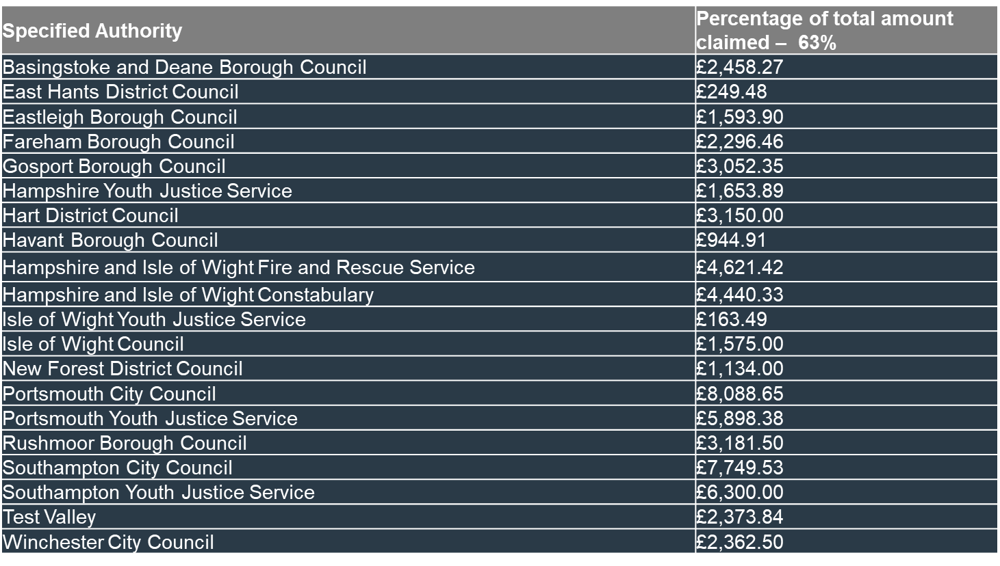 Specified Authority
Percentage of total amount
claimed – 63%
Basingstoke and Deane Borough Council £2,458.27
East Hants District Council £249.48
Eastleigh Borough Council £1,593.90
Fareham Borough Council £2,296.46
Gosport Borough Council £3,052.35
Hampshire Youth Justice Service £1,653.89
Hart District Council £3,150.00
Havant Borough Council £944.91
Hampshire and Isle of Wight Fire and Rescue Service £4,621.42
Hampshire and Isle of Wight Constabulary £4,440.33
Isle of Wight Youth Justice Service £163.49
Isle of Wight Council £1,575.00
New Forest District Council £1,134.00
Portsmouth City Council £8,088.65
Portsmouth Youth Justice Service £5,898.38
Rushmoor Borough Council £3,181.50
Southampton City Council £7,749.53
Southampton Youth Justice Service £6,300.00
Test Valley £2,373.84
Winchester City Council £2,362.50